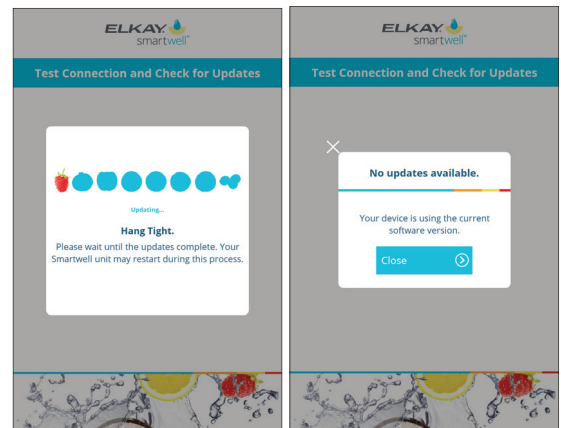 ELKAY
smartwell™
Test Connection and Check for Updates
Updating...
Hang Tight.
Please wait until the updates complete. Your
Smartwell unit may restart during this process.
ELKAY
smartwell™
Test Connection and Check for Updates
No updates available.
Your device is using the current
software version.
Close